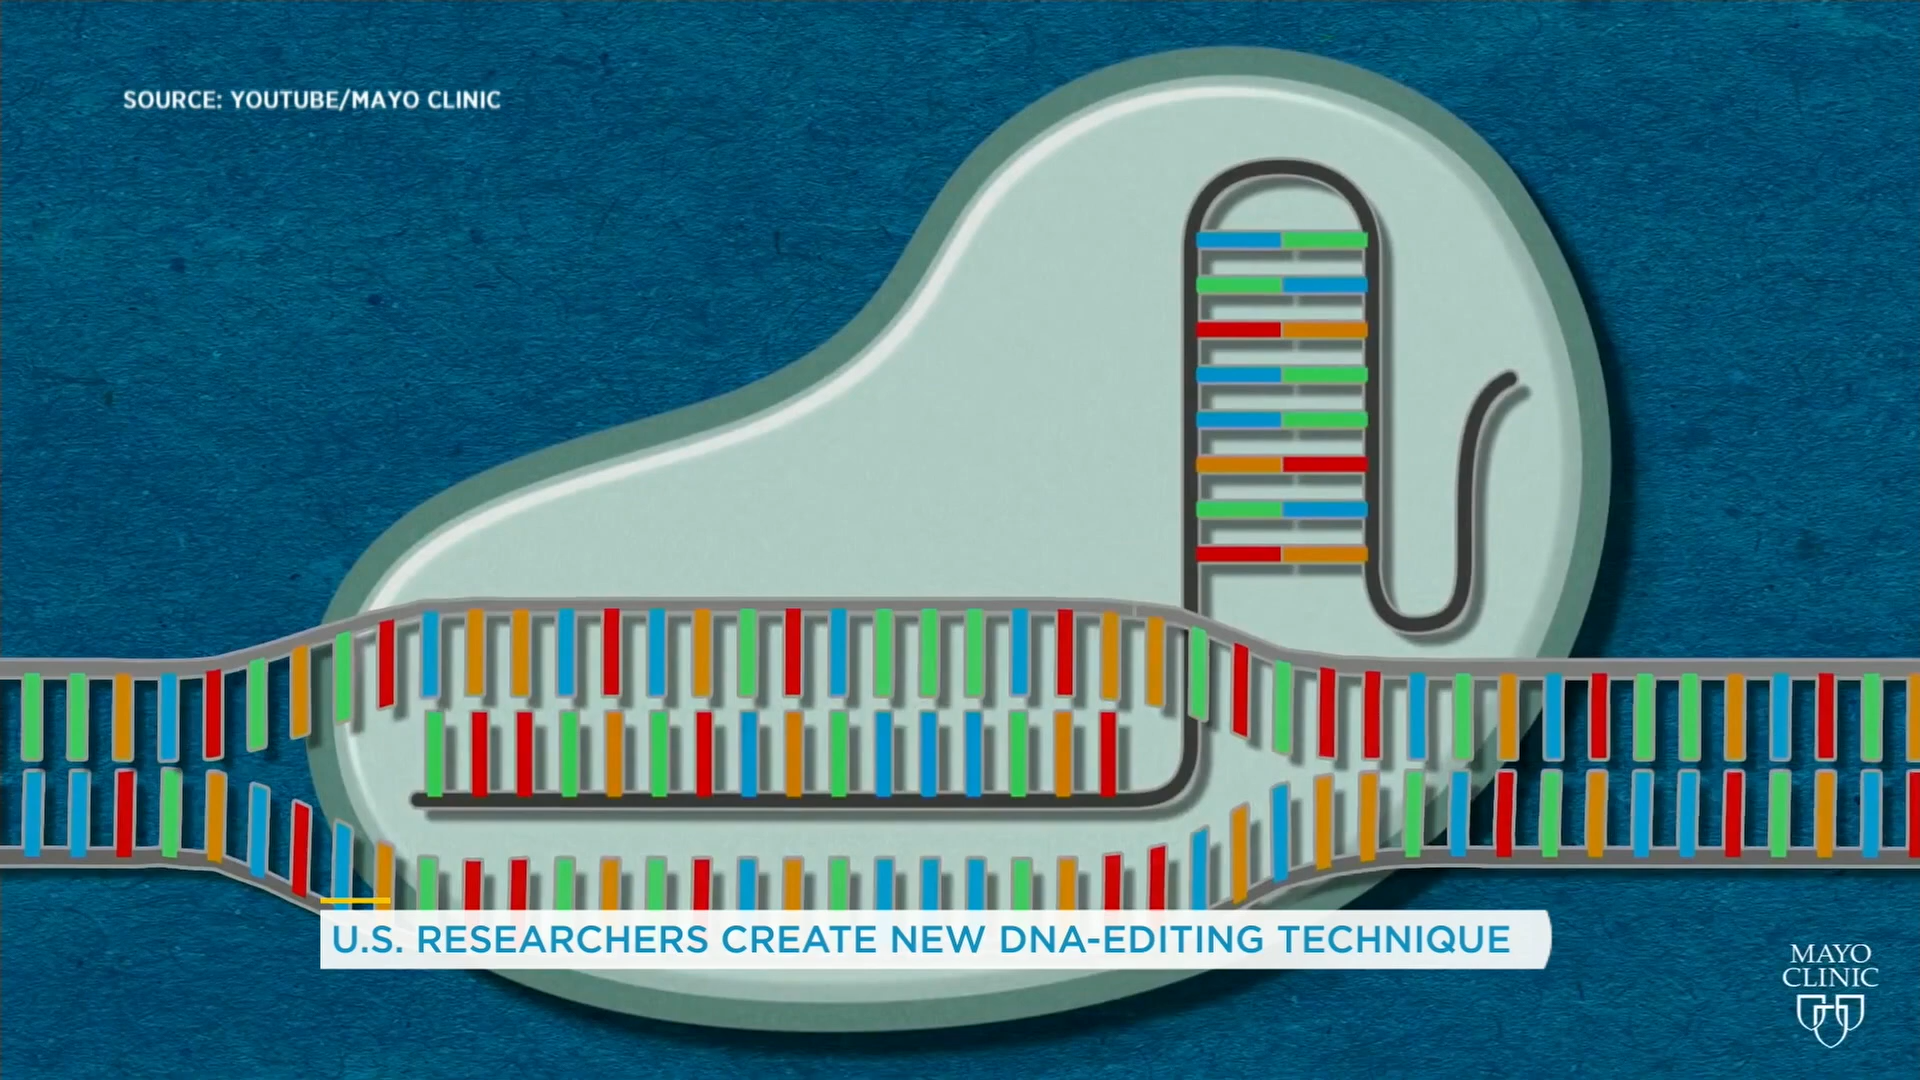 SOURCE: YOUTUBE/MAYO CLINIC
U.S. RESEARCHERS CREATE NEW DNA-EDITING TECHNIQUE
MAYO
CLINIC